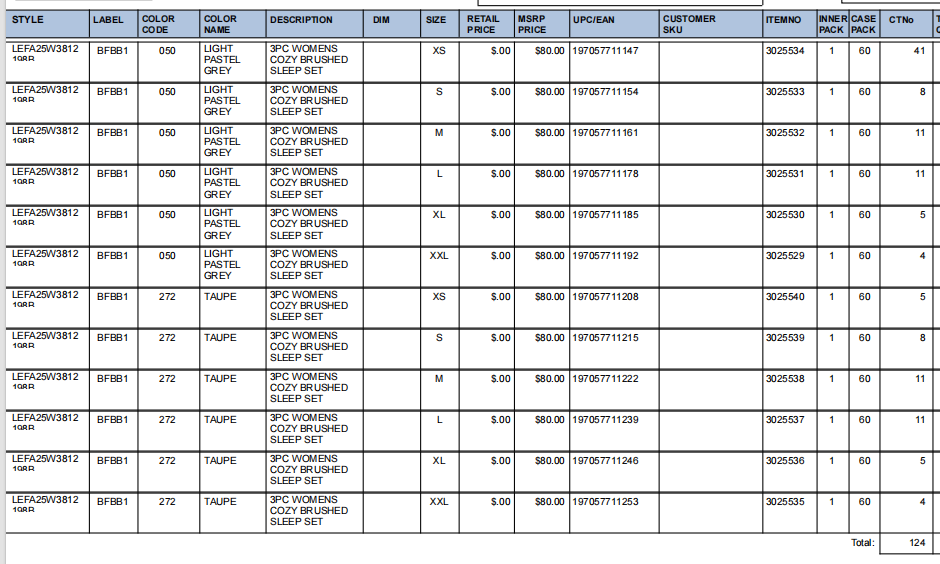 STYLE LABEL COLOR COLOR DESCRIPTION DIM SIZE RETAIL MSRP UPC/EAN CUSTOMER ITEMNO INNER CASE CTNo
CODE NAME PRICE PRICE SKU PACK PACK
LEFA25W3812 BFBB1 050 LIGHT 3PC WOMENS XS $.00 $80.00 197057711147 3025534 1 60 41
PASTEL COZY BRUSHED
GREY SLEEP SET
LEFA25W3812 BFBB1 050 LIGHT 3PC WOMENS S $.00 $80.00 197057711154 3025533 1 60 8
PASTEL COZY BRUSHED
GREY SLEEP SET
LEFA25W3812 BFBB1 050 LIGHT 3PC WOMENS M $.00 $80.00 197057711161 3025532 1 60 11
PASTEL COZY BRUSHED
GREY SLEEP SET
LEFA25W3812 BFBB1 050 LIGHT 3PC WOMENS L $.00 $80.00 197057711178 3025531 1 60 11
PASTEL COZY BRUSHED
GREY SLEEP SET
LEFA25W3812 BFBB1 050 LIGHT 3PC WOMENS XL $.00 $80.00 197057711185 3025530 1 60 5
PASTEL COZY BRUSHED
GREY SLEEP SET
LEFA25W3812 BFBB1 050 LIGHT 3PC WOMENS XXL $.00 $80.00 197057711192 3025529 1 60 4
PASTEL COZY BRUSHED
GREY SLEEP SET
LEFA25W3812 BFBB1 272 TAUPE 3PC WOMENS XS $.00 $80.00 197057711208 3025540 1 60 5
COZY BRUSHED
SLEEP SET
LEFA25W3812 BFBB1 272 TAUPE 3PC WOMENS S $.00 $80.00 197057711215 3025539 1 60 8
COZY BRUSHED
SLEEP SET
LEFA25W3812 BFBB1 272 TAUPE 3PC WOMENS M $.00 $80.00 197057711222 3025538 1 60 11
COZY BRUSHED
SLEEP SET
LEFA25W3812 BFBB1 272 TAUPE 3PC WOMENS L $.00 $80.00 197057711239 3025537 1 60 11
COZY BRUSHED
SLEEP SET
LEFA25W3812 BFBB1 272 TAUPE 3PC WOMENS XL $.00 $80.00 197057711246 3025536 1 60 5
COZY BRUSHED
SLEEP SET
LEFA25W3812 BFBB1 272 TAUPE 3PC WOMENS XXL $.00 $80.00 197057711253 3025535 1 60 4
COZY BRUSHED
SLEEP SET
Total: 124